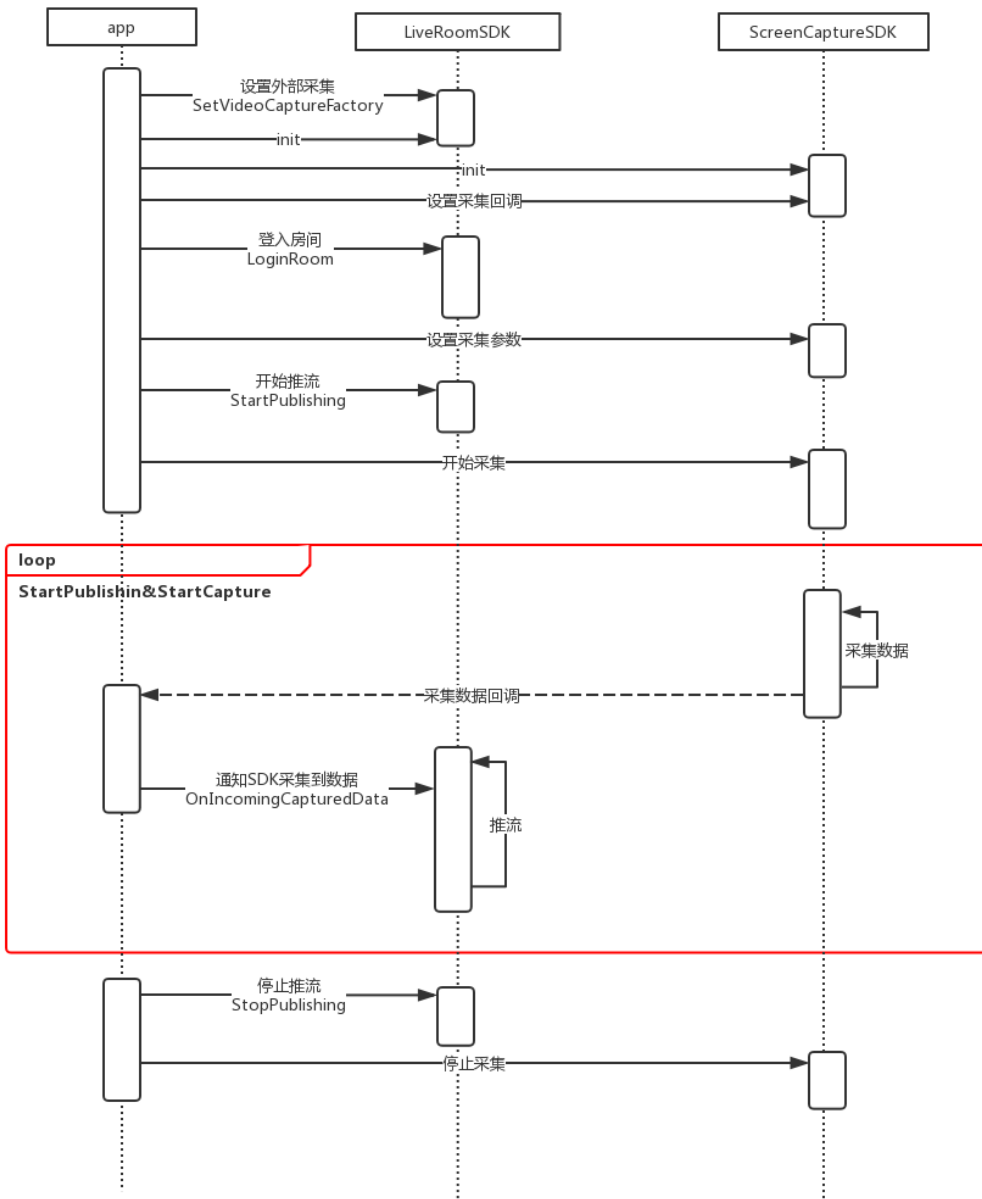 app
LiveRoomSDK
ScreenCaptureSDK
设置外部采集
SetVideoCaptureFactory
init
init
设置采集回调
登入房间
LoginRoom
设置采集参数
开始推流
StartPublishing
开始采集
loop
StartPublishin&StartCapture
采集数据
采集数据回调
通知SDK采集到数据
OnIncomingCapturedData
推流
停止推流
StopPublishing
停止采集